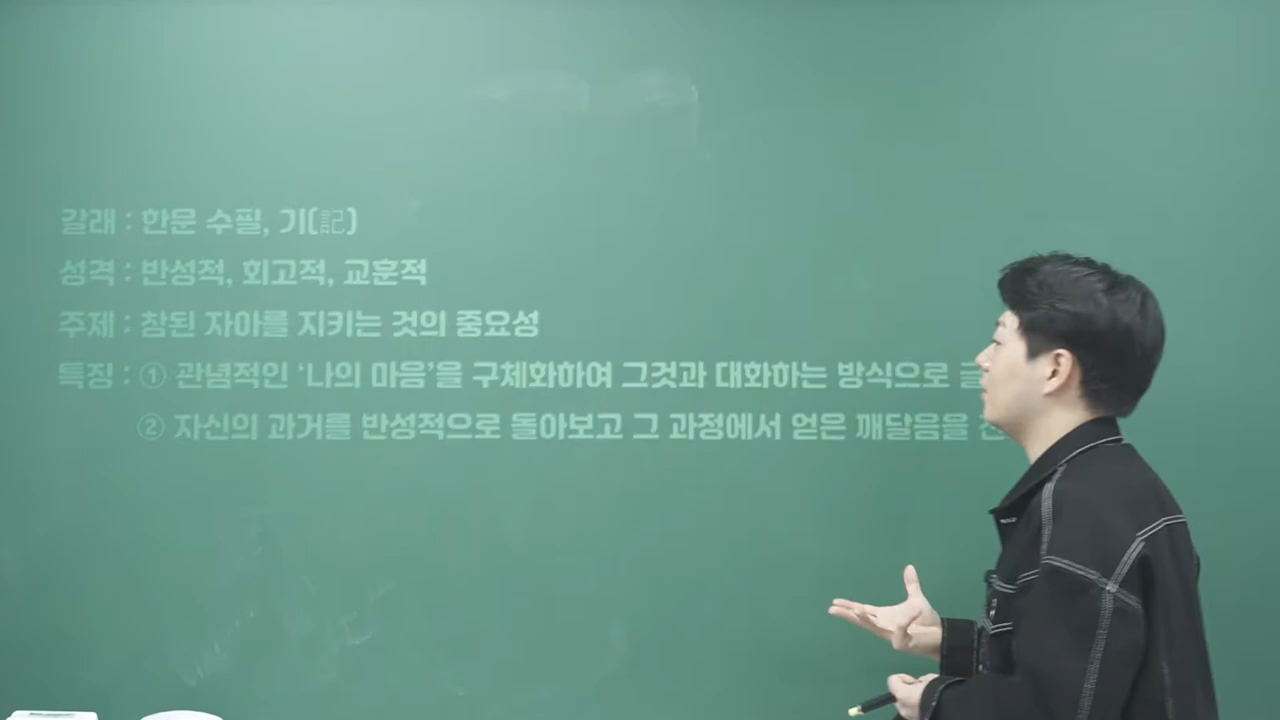 갈래 : 한문 수필, 기(記)
성격 : 반성적, 회고적, 교훈적
주제 : 참된 자아를 지키는 것의 중요성
특징 : ① 관념적인 ‘나의 마음’을 구체화하여 그것과 대화하는 방식으로
② 자신의 과거를 반성적으로 돌아보고 그 과정에서 얻은 깨달음을